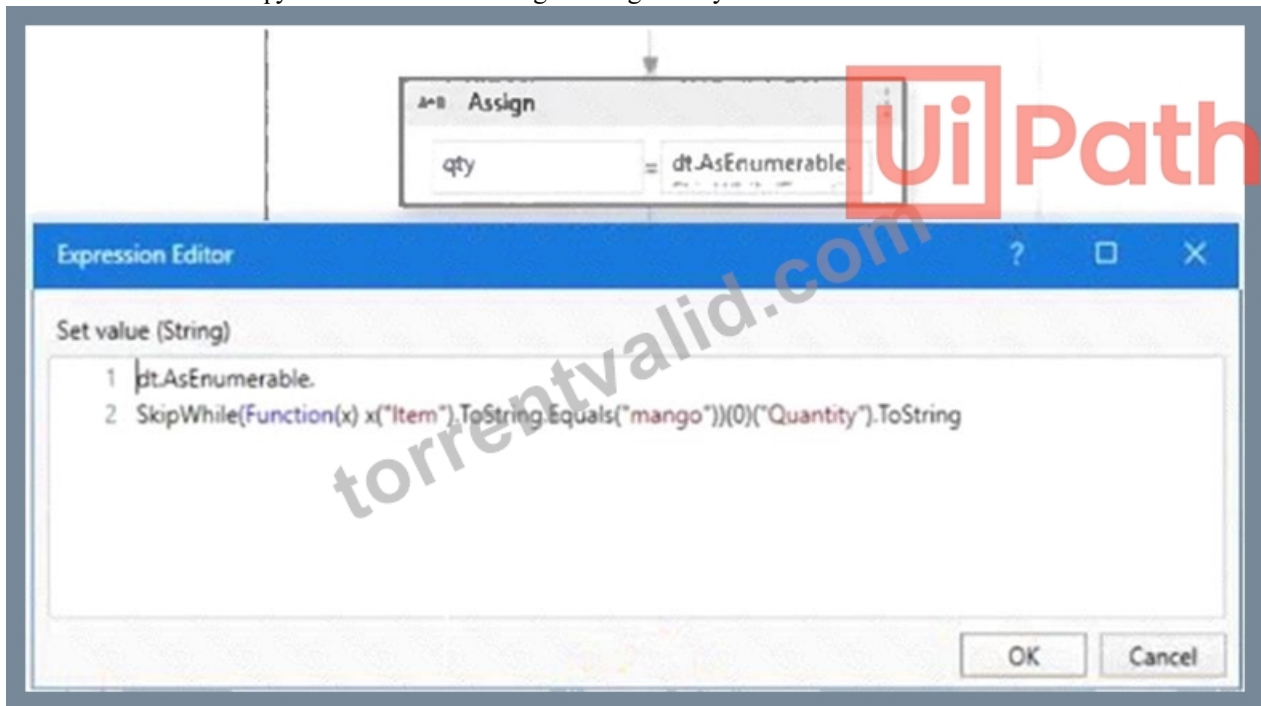 A+B Assign
qty = dt.AsEnumerable.
UiPath
Expression Editor ?
Set value (String)
1 dt.AsEnumerable.
2 SkipWhile(Function(x) x("Item").ToString.Equals("mango"))(0)("Quantity").ToString
torrentvalid.com
OK Cancel